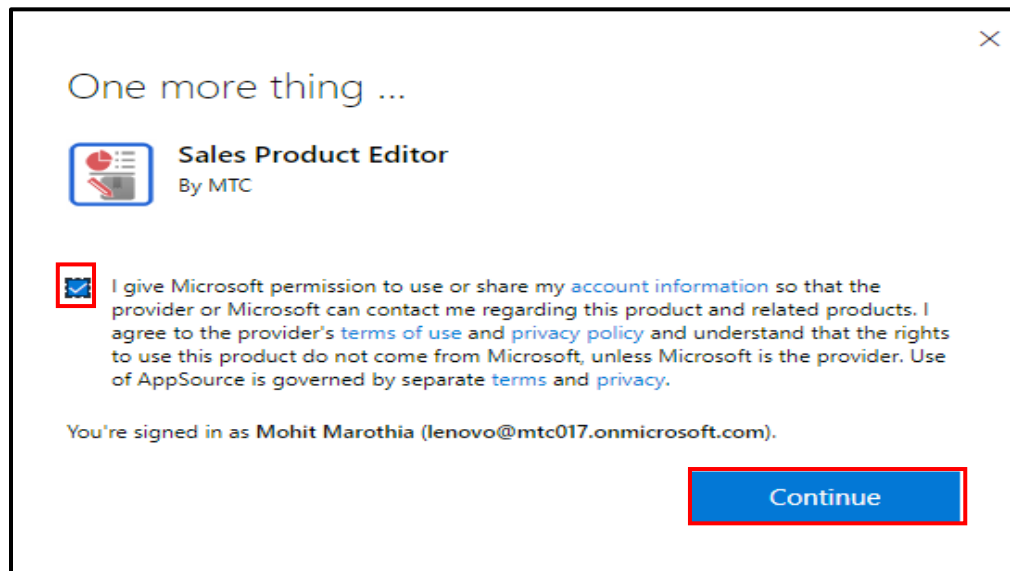 One more thing ...
Sales Product Editor
By MTC
I give Microsoft permission to use or share my account information so that the
provider or Microsoft can contact me regarding this product and related products. I
agree to the provider's terms of use and privacy policy and understand that the rights
to use this product do not come from Microsoft, unless Microsoft is the provider. Use
of AppSource is governed by separate terms and privacy.
You're signed in as Mohit Marothia (lenovo@mtc017.onmicrosoft.com).
Continue